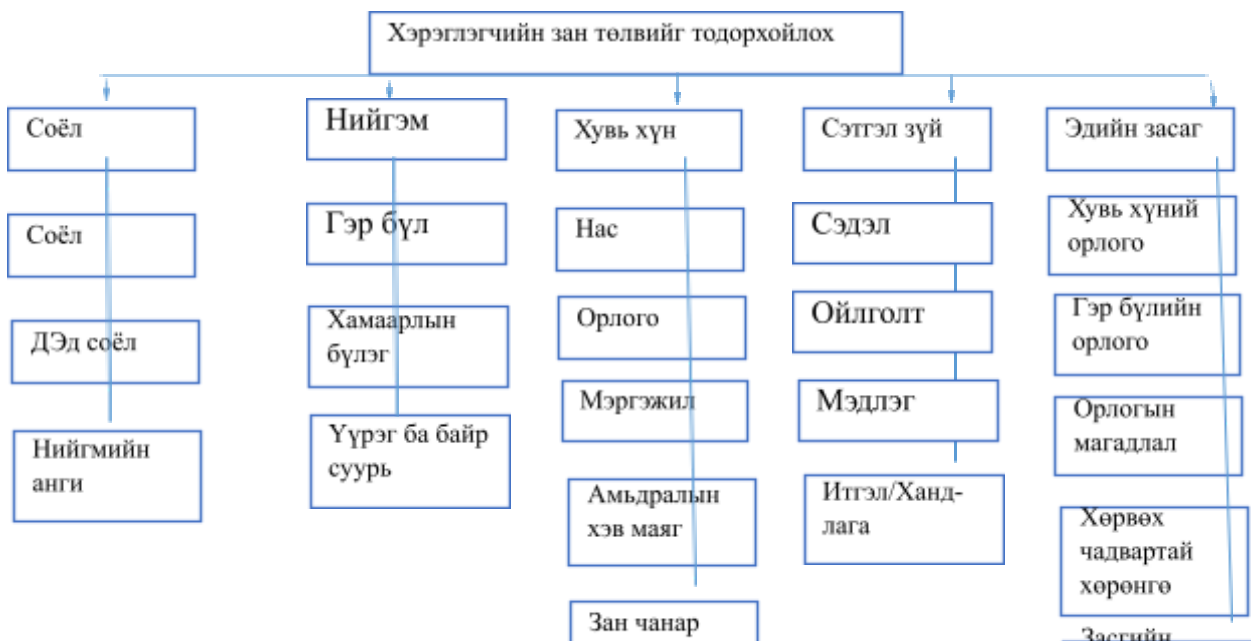 Хэрэглэгчийн зан төлвийг тодорхойлох
Соёл
Соёл
ДЭд соёл
Нийгмийн
анги
Нийгэм
Гэр бүл
Хамаарлын
бүлэг
Үүрэг ба байр
суурь
Хувь хүн
Нас
Орлого
Мэргэжил
Амьдралын
хэв маяг
Зан чанар
Сэтгэл зүй
Сэдэл
Ойлголт
Мэдлэг
Итгэл/Ханд-
лага
Эдийн засаг
Хувь хүний
орлого
Гэр бүлийн
орлого
Орлогын
магадлал
Хөрвөх
чадвартай
хөрөнгө
Засгийн